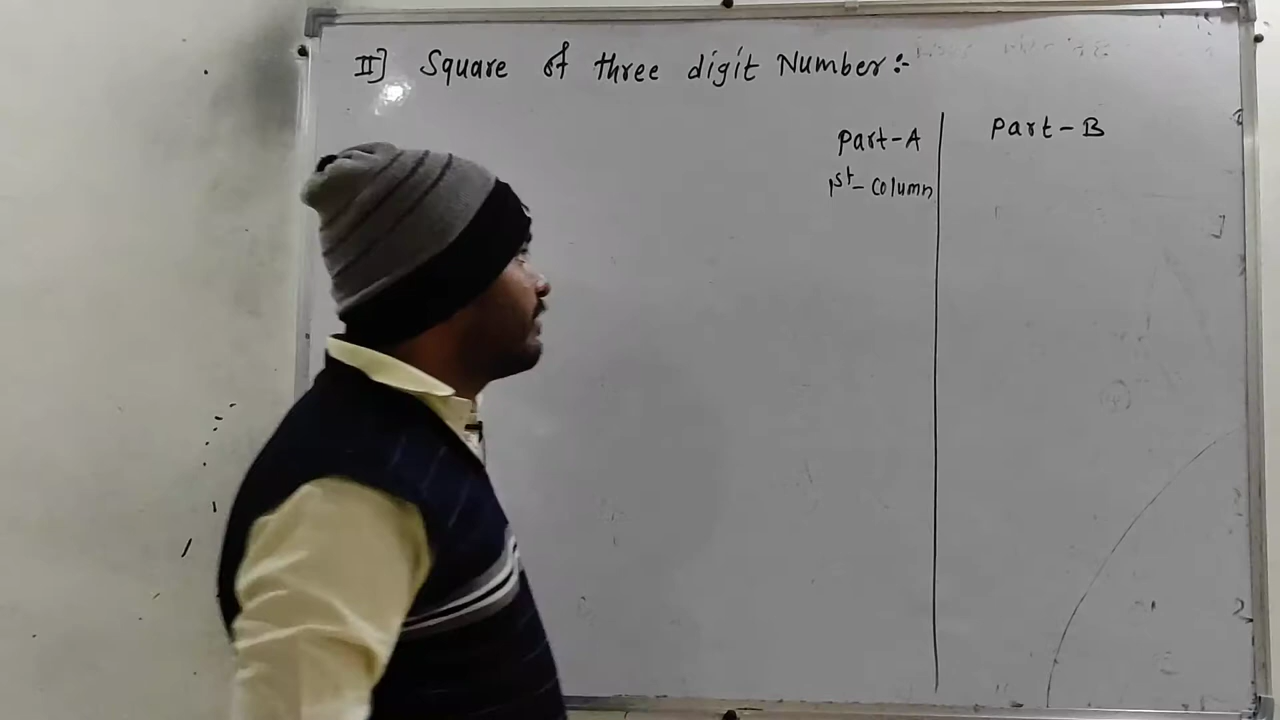 II] Square of three digit Number :-
Part-A
1st- Column
Part-B